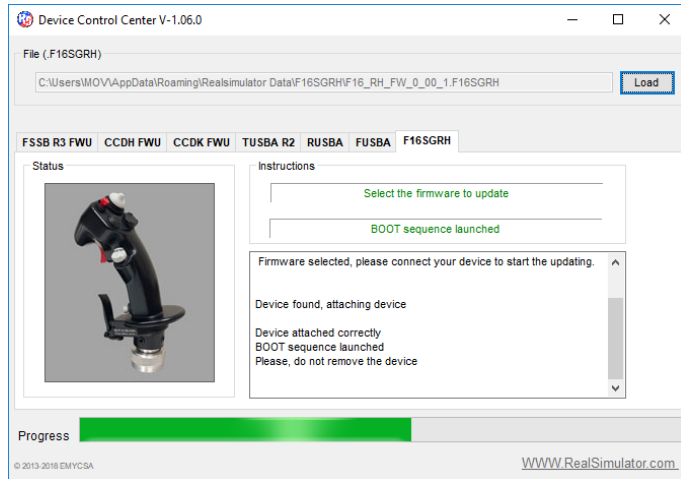 Device Control Center V-1.06.0
File (.F16SGRH)
C:\Users\MOV\AppData\Roaming\Realsimulator Data\F16SGRH\F16_RH_FW_0_00_1.F16SGRH
Load
FSSB R3 FWU CCDH FWU CCDK FWU TUSBA R2 RUSBA FUSBA F16SGRH
Status
Instructions
Select the firmware to update
BOOT sequence launched
Firmware selected, please connect your device to start the updating.
Device found, attaching device
Device attached correctly
BOOT sequence launched
Please, do not remove the device
Progress
© 2013-2016 EMYCSA
WWW.RealSimulator.com